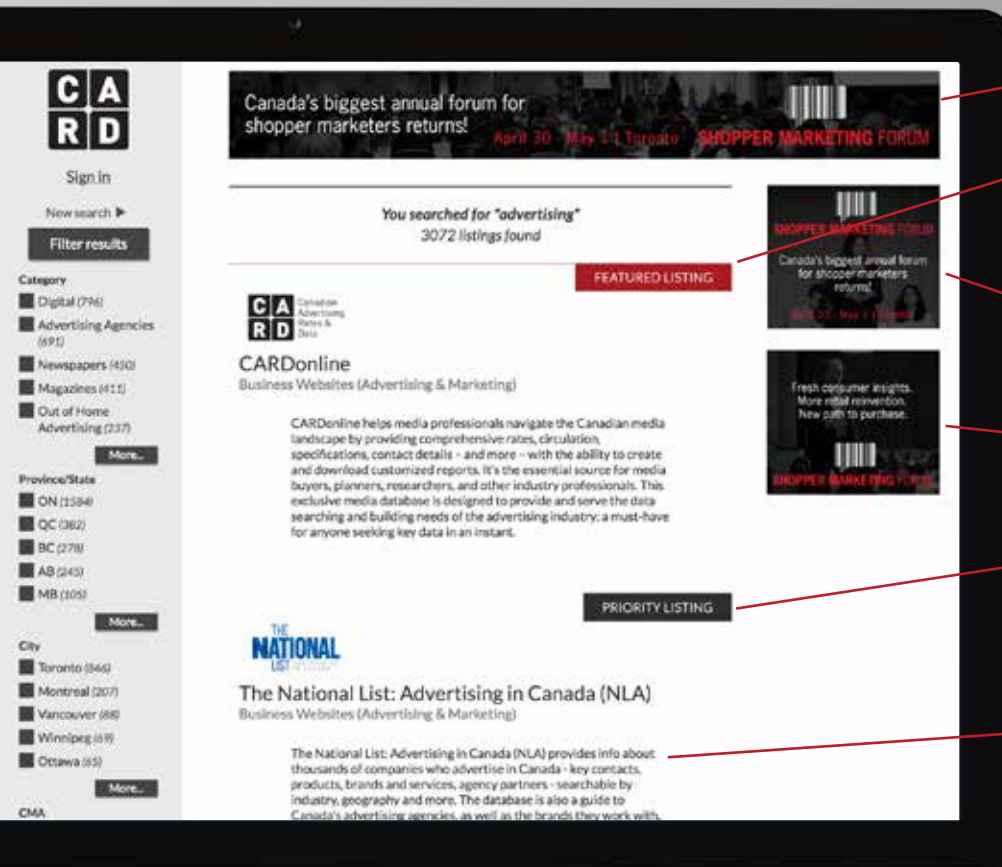 C A
R D
Sign in
New search ▶
Filter results
Category
Digital (796)
Advertising Agencies
(691)
Newspapers (450)
Magazines (411)
Out of Home
Advertising (237)
More...
Province/State
ON (1584)
QC (382)
BC (278)
AB (245)
MB (105)
More...
City
Toronto (846)
Montreal (207)
Vancouver (88)
Winnipeg (69)
Ottawa (65)
More...
CMA
Canada's biggest annual forum for
shopper marketers returns!
April 30 - May 1 | Toronto
SHOPPER MARKETING FORUM
You searched for "advertising"
3072 listings found
FEATURED LISTING
C A
R D
Canadian
Advertising
Rates &
Data
CARDonline
Business Websites (Advertising & Marketing)
CARDonline helps media professionals navigate the Canadian media
landscape by providing comprehensive rates, circulation,
specifications, contact details – and more – with the ability to create
and download customized reports. It's the essential source for media
buyers, planners, researchers, and other industry professionals. This
exclusive media database is designed to provide and serve the data
searching and building needs of the advertising industry; a must-have
for anyone seeking key data in an instant.
PRIORITY LISTING
THE
NATIONAL
LIST
The National List: Advertising in Canada (NLA)
Business Websites (Advertising & Marketing)
The National List: Advertising in Canada (NLA) provides info about
thousands of companies who advertise in Canada - key contacts,
products, brands and services, agency partners - searchable by
industry, geography and more. The database is also a guide to
Canada's advertising agencies, as well as the brands they work with,
SHOPPER MARKETING FORUM
Canada's biggest annual forum
for shopper marketers
returns!
April 30 - May 1 | Toronto
Fresh consumer insights.
More retail reinvention.
New path to purchase.
SHOPPER MARKETING FORUM